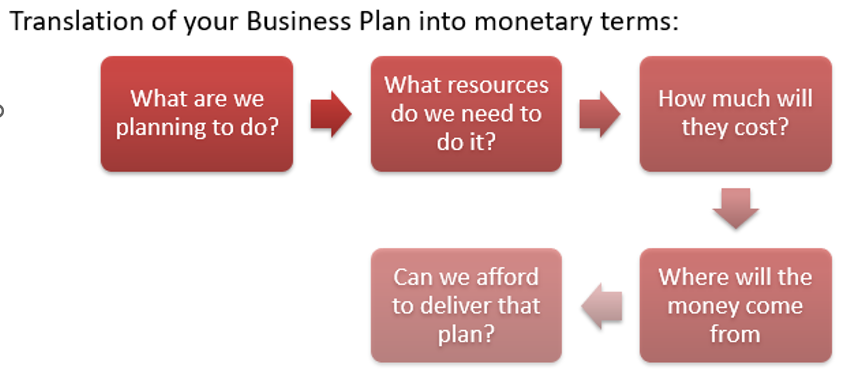 Translation of your Business Plan into monetary terms:
What are we
planning to do?
What resources
do we need to
do it?
How much will
they cost?
Where will the
money come
from
Can we afford
to deliver that
plan?